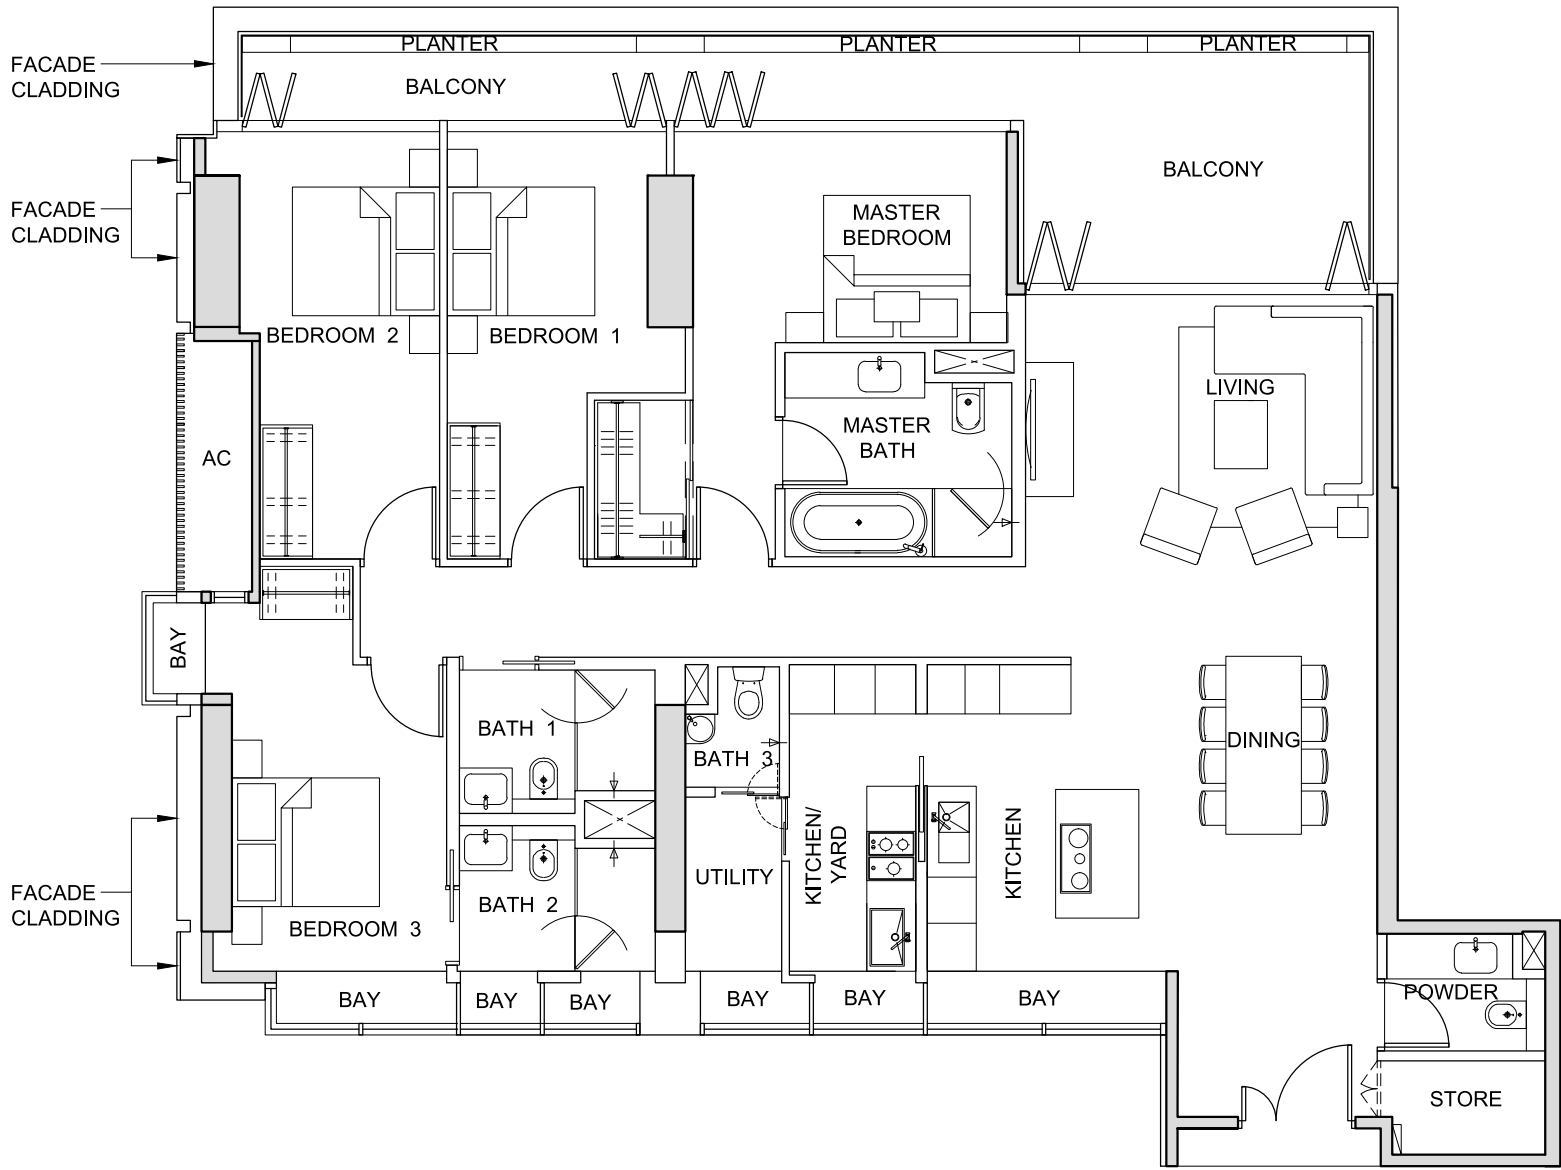 PLANTER
PLANTER
PLANTER
FACADE
CLADDING
BALCONY
BALCONY
FACADE
CLADDING
MASTER
BEDROOM
BEDROOM 2
BEDROOM 1
LIVING
MASTER
BATH
AC
BAY
BATH 1
BATH 3
DINING
KITCHEN/
YARD
KITCHEN
UTILITY
FACADE
CLADDING
BATH 2
BEDROOM 3
BAY
BAY
BAY
BAY
BAY
BAY
POWDER
STORE